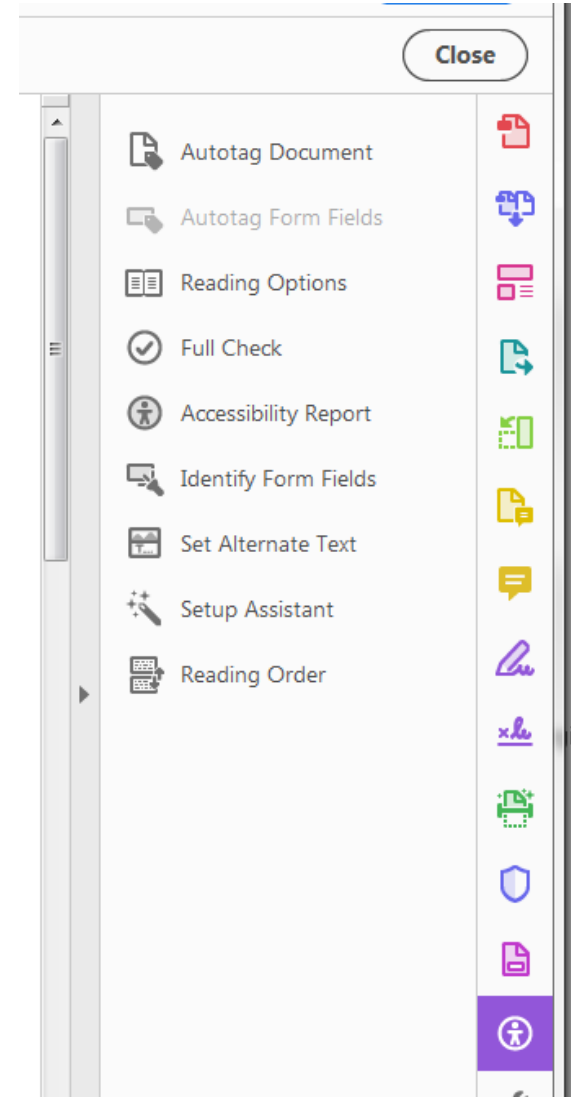 Close
Autotag Document
Autotag Form Fields
Reading Options
Full Check
Accessibility Report
Identify Form Fields
Set Alternate Text
Setup Assistant
Reading Order